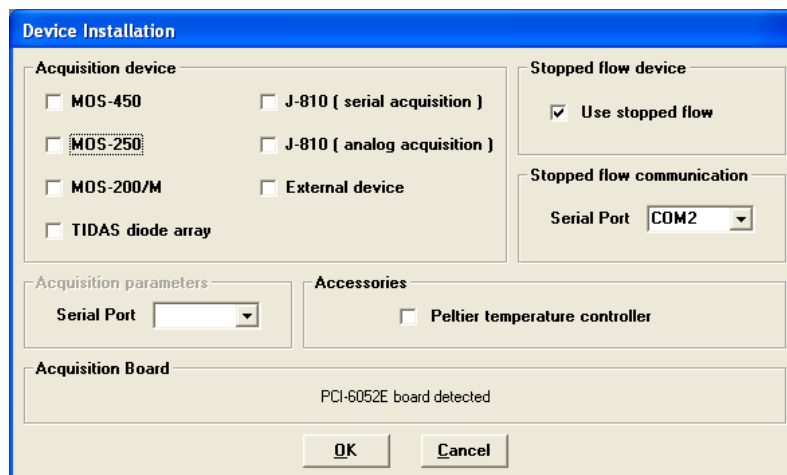 Device Installation
Acquisition device
MOS-450
J-810 ( serial acquisition )
MOS-250
J-810 ( analog acquisition )
MOS-200/M
External device
TIDAS diode array
Stopped flow device
Use stopped flow
Stopped flow communication
Serial Port COM2
Acquisition parameters
Serial Port
Accessories
Peltier temperature controller
Acquisition Board
PCI-6052E board detected
OK
Cancel